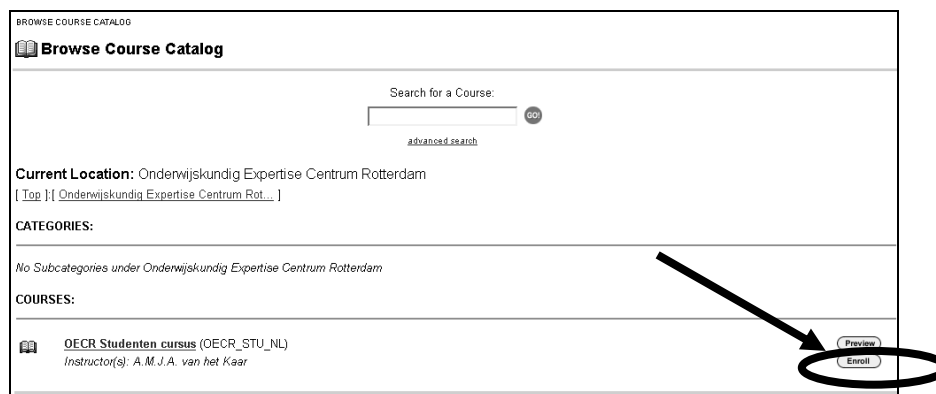 BROWSE COURSE CATALOG
Browse Course Catalog
Search for a Course:
GO!
advanced search
Current Location: Onderwijskundig Expertise Centrum Rotterdam
[ Top ]:[ Onderwijskundig Expertise Centrum Rot... ]
CATEGORIES:
No Subcategories under Onderwijskundig Expertise Centrum Rotterdam
COURSES:
OECR Studenten cursus (OECR_STU_NL)
Preview
Instructor(s): A.M.J.A. van het Kaar
Enroll